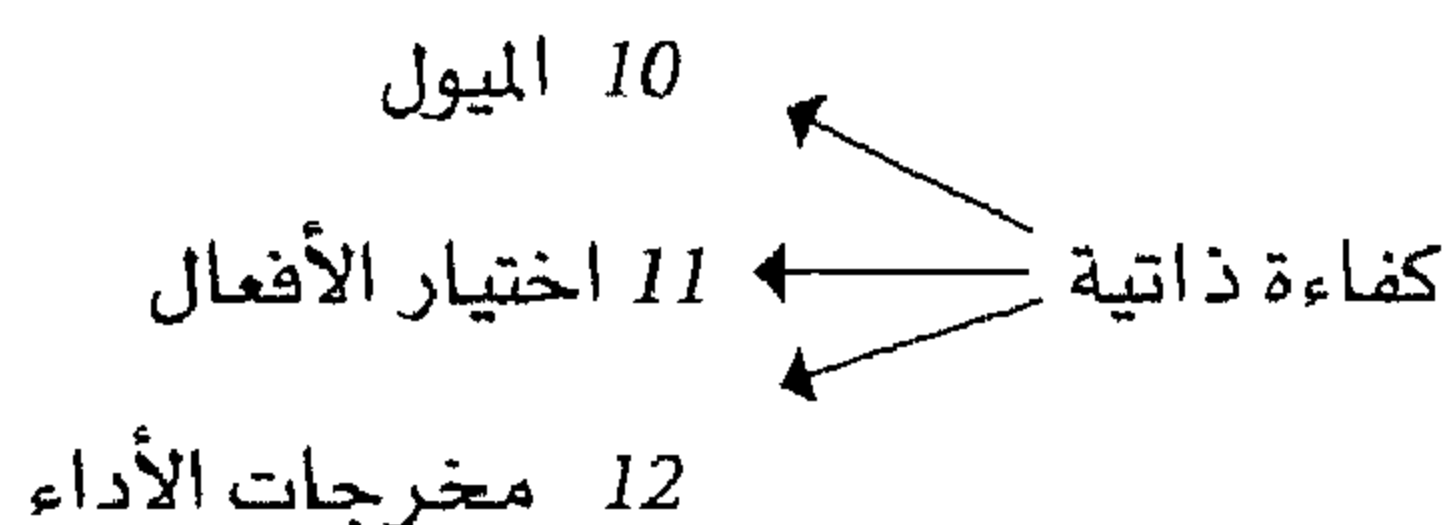 10 الميول
كفاءة ذاتية
11 اختيار الأفعال
12 مخرجات الأداء